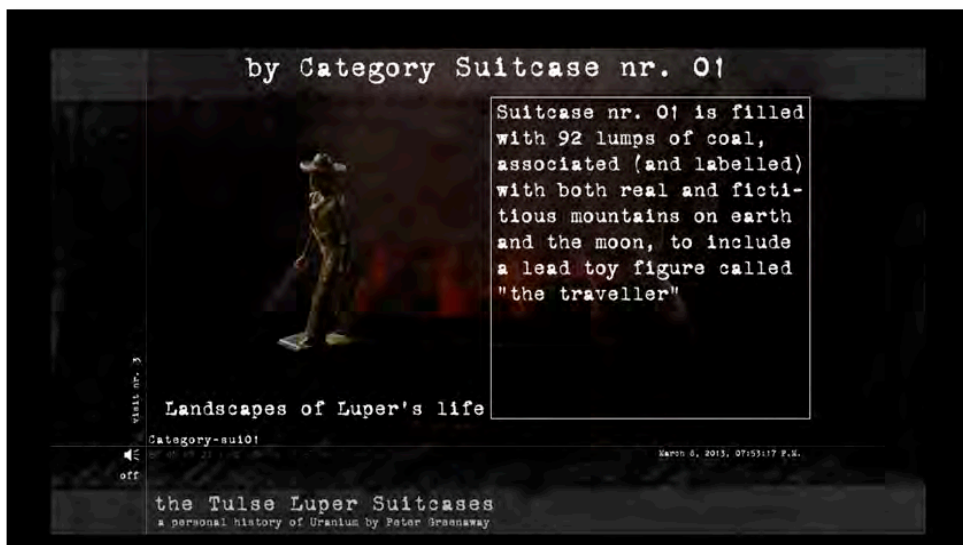 by Category Suitcase nr. 01
Suitcase nr. 01 is filled
with 92 lumps of coal,
associated (and labelled)
with both real and ficti-
tious mountains on earth
and the moon, to include
a lead toy figure called
"the traveller"
visit nr. 3
Landscapes of Luper's life
Category-sui01
March 6, 2013, 07:53:17 P.M.
off
the Tulse Luper Suitcases
a personal history of Uranium by Peter Greenaway